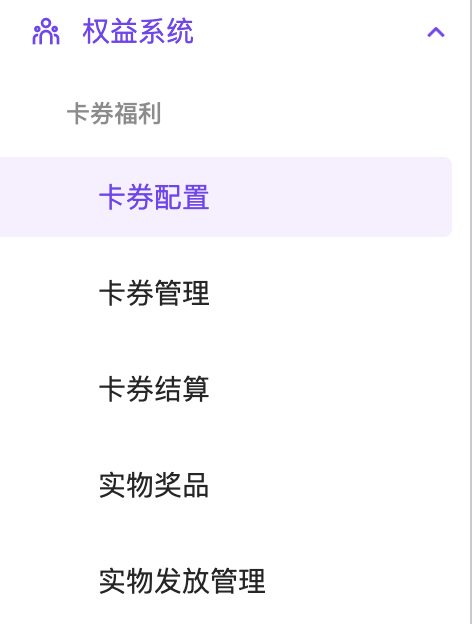 权益系统
卡券福利
卡券配置
卡券管理
卡券结算
实物奖品
实物发放管理